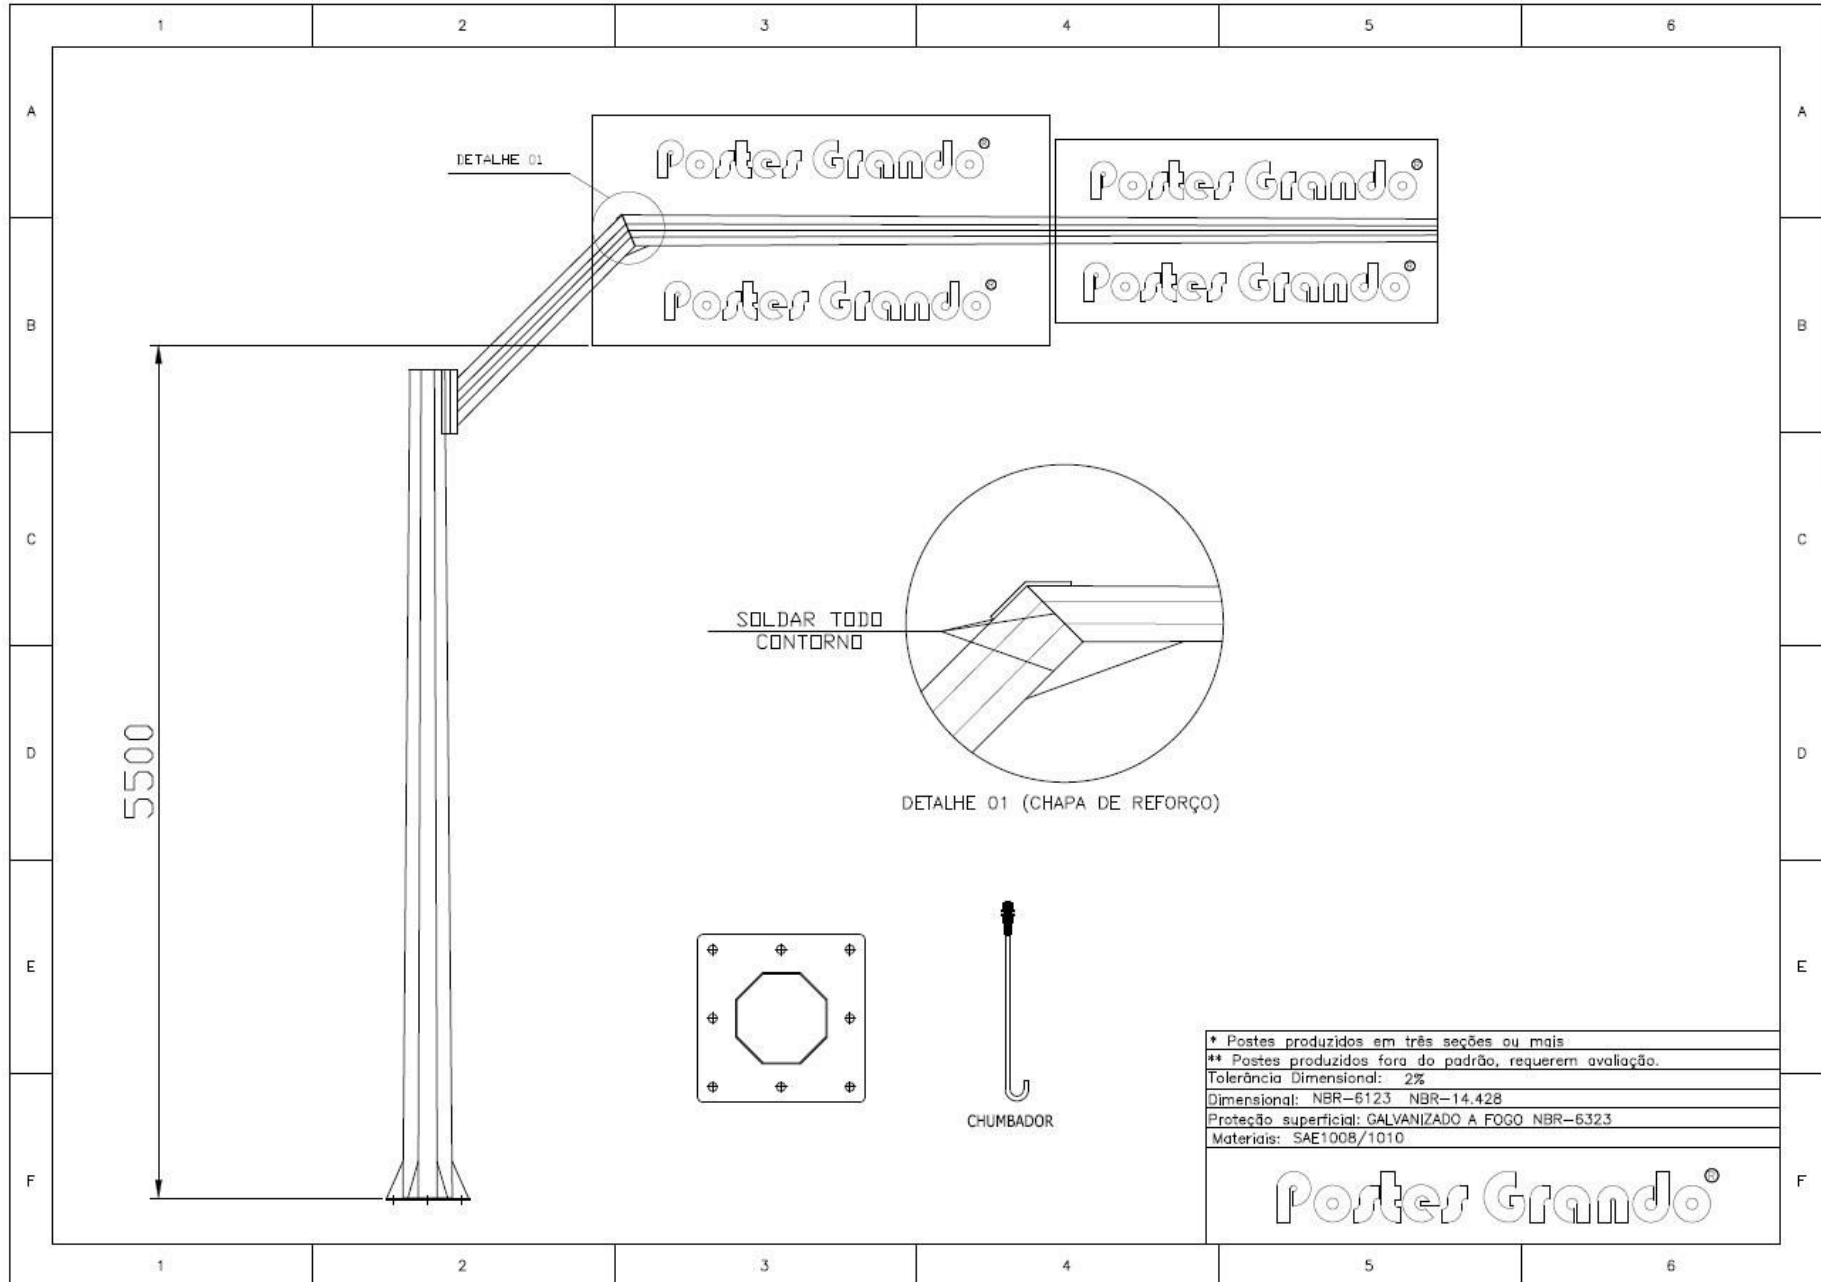 1 2 3 4 5 6
A A
Postes Grando®
DETALHE 01
Postes Grando®
Postes Grando®
Postes Grando®
B B
C C
SOLDAR TODO
CONTORNO
D D
5500
DETALHE 01 (CHAPA DE REFORÇO)
E E
CHUMBADOR
* Postes produzidos em três seções ou mais
** Postes produzidos fora do padrão, requerem avaliação.
Tolerância Dimensional: 2%
Dimensional: NBR-6123 NBR-14.428
Proteção superficial: GALVANIZADO A FOGO NBR-6323
Materiais: SAE1008/1010
F F
Postes Grando®
1 2 3 4 5 6